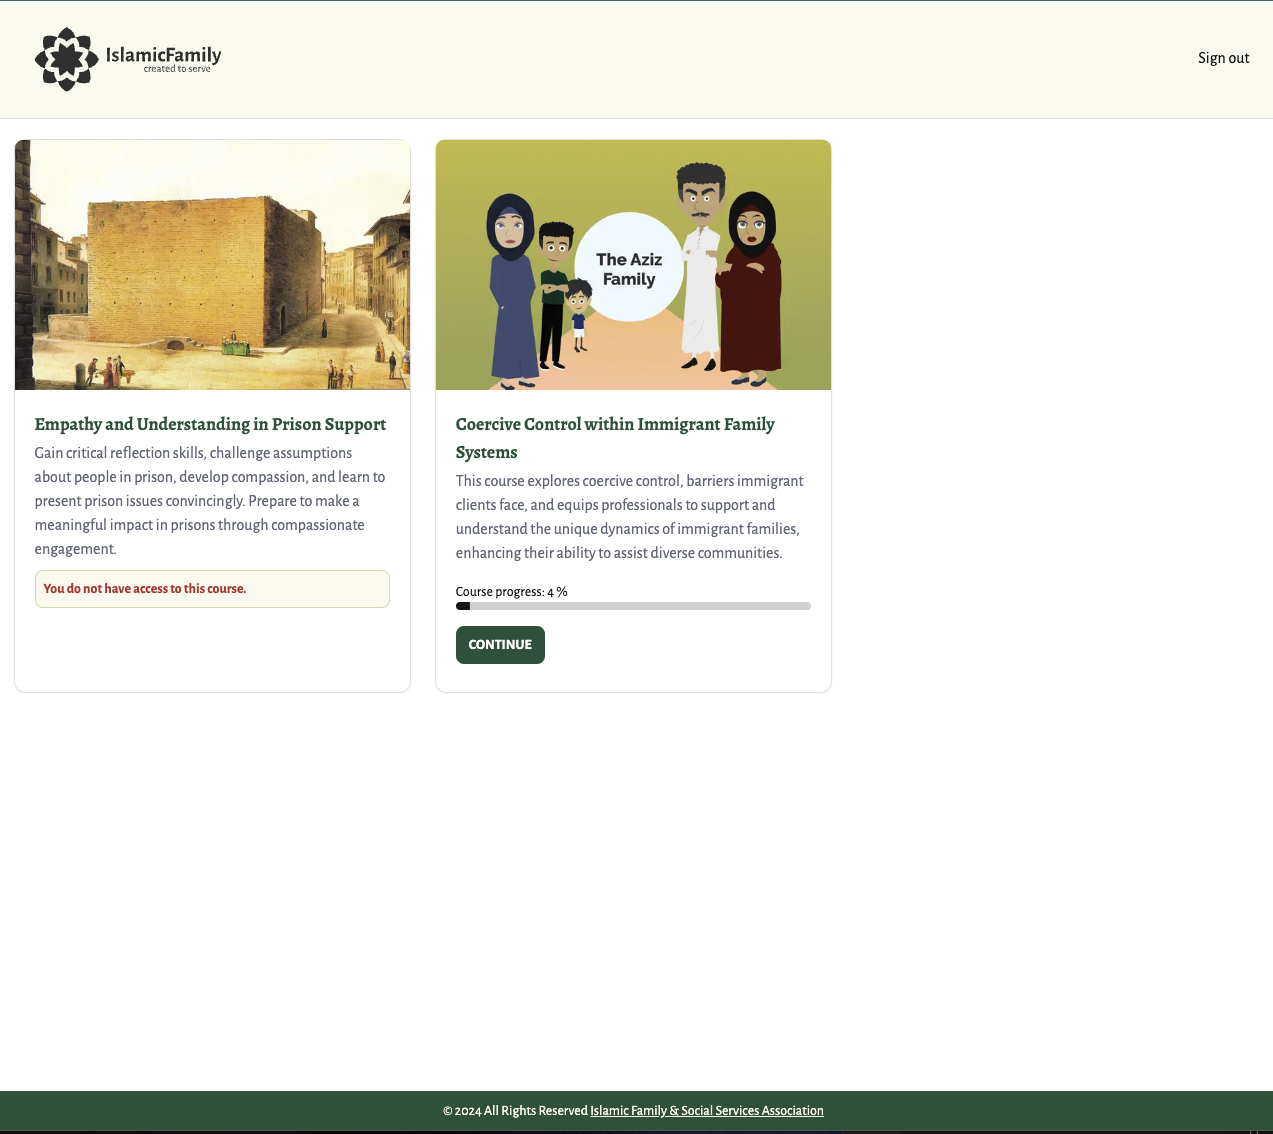 IslamicFamily
created to serve
Sign out
The Aziz
Family
Empathy and Understanding in Prison Support
Gain critical reflection skills, challenge assumptions
about people in prison, develop compassion, and learn to
present prison issues convincingly. Prepare to make a
meaningful impact in prisons through compassionate
engagement.
You do not have access to this course.
Coercive Control within Immigrant Family
Systems
This course explores coercive control, barriers immigrant
clients face, and equips professionals to support and
understand the unique dynamics of immigrant families,
enhancing their ability to assist diverse communities.
Course progress: 4 %
CONTINUE
© 2024 All Rights Reserved Islamic Family & Social Services Association